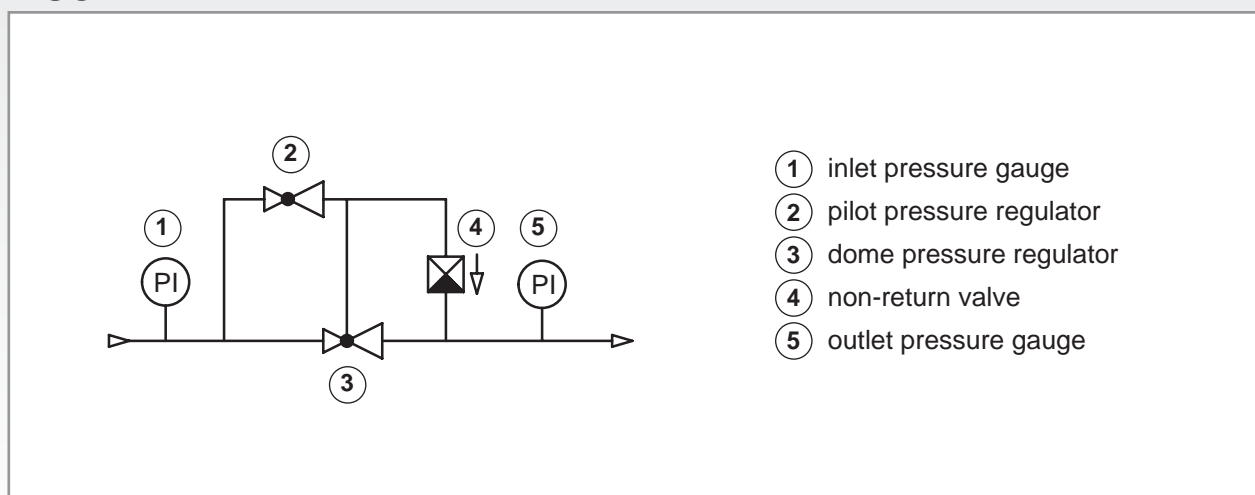 2
1
4
5
PI
PI
3
1 inlet pressure gauge
2 pilot pressure regulator
3 dome pressure regulator
4 non-return valve
5 outlet pressure gauge